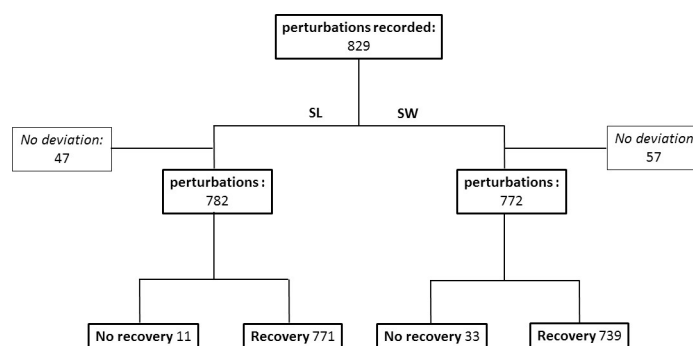 perturbations recorded:
829
SL
SW
No deviation:
47
No deviation
57
perturbations :
782
perturbations :
772
No recovery 11
Recovery 771
No recovery 33
Recovery 739